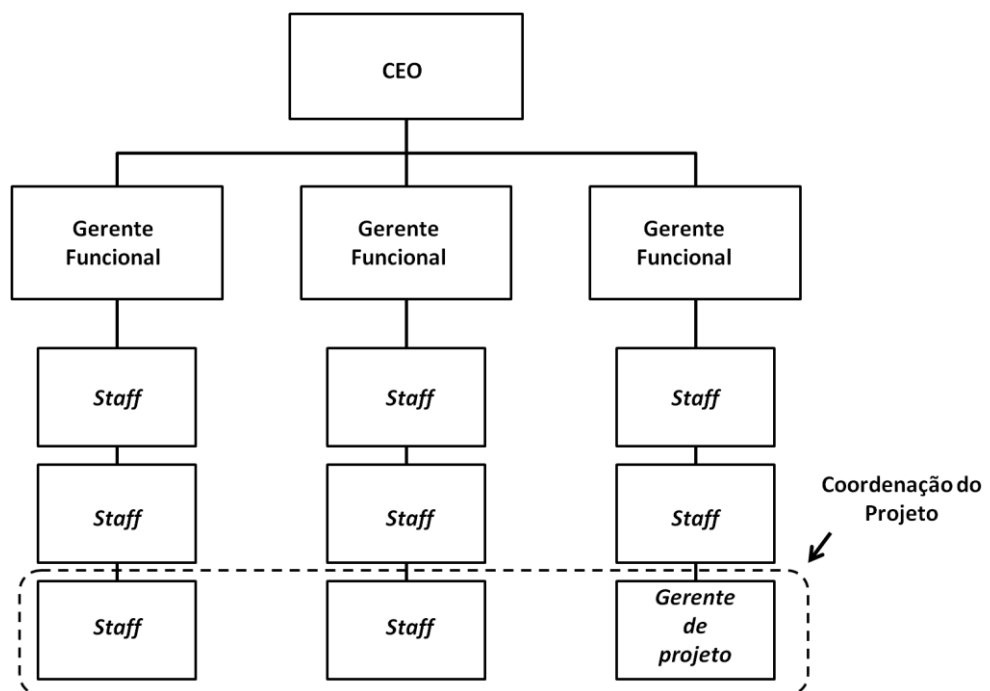 CEO
Gerente
Funcional
Gerente
Funcional
Gerente
Funcional
Staff
Staff
Staff
Staff
Staff
Staff
Coordenação do
Projeto
Staff
Staff
Gerente
de
projeto